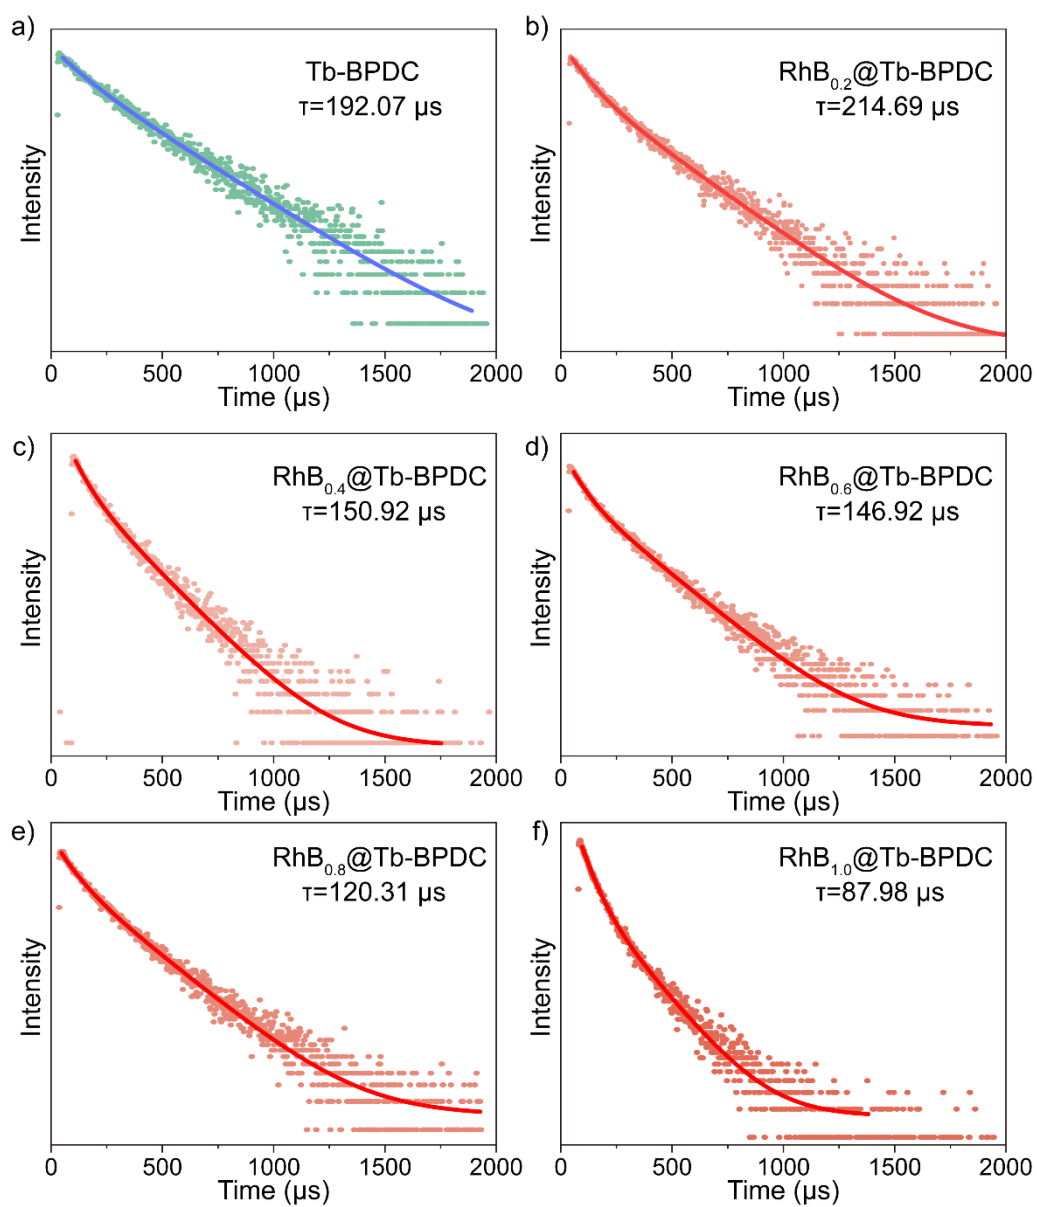 a)
Tb-BPDC
τ=192.07 μs
Intensity
0
500
1000
1500
2000
Time (μs)
b)
RhB0.2@Tb-BPDC
τ=214.69 μs
Intensity
0
500
1000
1500
2000
Time (μs)
c)
RhB0.4@Tb-BPDC
τ=150.92 μs
Intensity
0
500
1000
1500
2000
Time (μs)
d)
RhB0.6@Tb-BPDC
τ=146.92 μs
Intensity
0
500
1000
1500
2000
Time (μs)
e)
RhB0.8@Tb-BPDC
τ=120.31 μs
Intensity
0
500
1000
1500
2000
Time (μs)
f)
RhB1.0@Tb-BPDC
τ=87.98 μs
Intensity
0
500
1000
1500
2000
Time (μs)